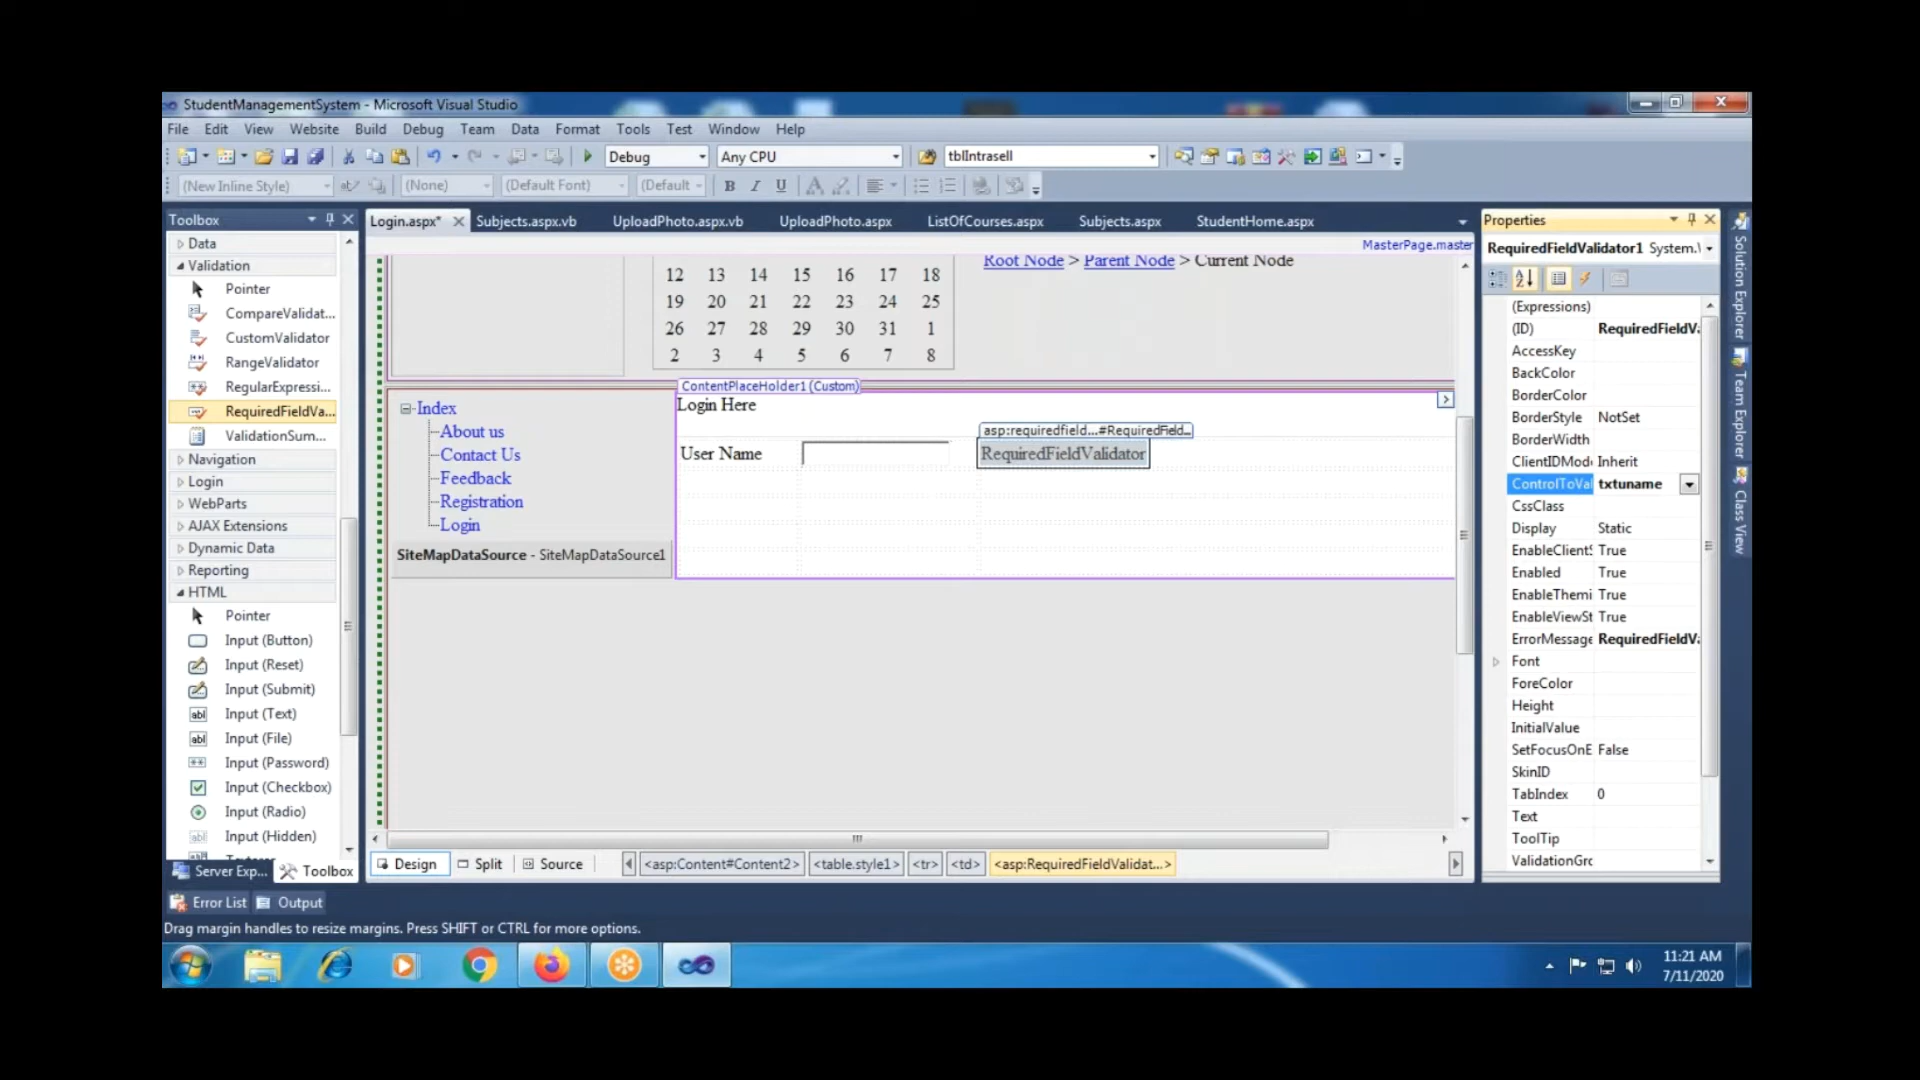 StudentManagementSystem - Microsoft Visual Studio
File Edit View Website Build Debug Team Data Format Tools Test Window Help
Debug Any CPU tblIntrasell
(New Inline Style) (None) (Default Font) (Default B I U A
Toolbox
Login.aspx* Subjects.aspx.vb UploadPhoto.aspx.vb UploadPhoto.aspx ListOfCourses.aspx Subjects.aspx StudentHome.aspx
MasterPage.master
Data
Validation
Pointer
CompareValidat...
CustomValidator
RangeValidator
RegularExpressi...
RequiredFieldVa...
ValidationSum...
Navigation
Login
WebParts
AJAX Extensions
Dynamic Data
Reporting
HTML
Pointer
Input (Button)
Input (Reset)
Input (Submit)
Input (Text)
Input (File)
Input (Password)
Input (Checkbox)
Input (Radio)
Input (Hidden)
Server Exp... Toolbox
12 13 14 15 16 17 18
19 20 21 22 23 24 25
26 27 28 29 30 31 1
2 3 4 5 6 7 8
Root Node > Parent Node > Current Node
Index
About us
Contact Us
Feedback
Registration
Login
SiteMapDataSource - SiteMapDataSource1
ContentPlaceHolder1 (Custom)
Login Here
asp:requiredfield...#RequiredField...
User Name RequiredFieldValidator
Design Split Source <asp:Content#Content2> <table.style1> <tr> <td> <asp:RequiredFieldValidat...>
Properties
RequiredFieldValidator1 System.\
(Expressions)
(ID) RequiredFieldV
AccessKey
BackColor
BorderColor
BorderStyle NotSet
BorderWidth
ClientIDMod Inherit
ControlToVal txtuname
CssClass
Display Static
EnableClientS True
Enabled True
EnableThemi True
EnableViewSt True
ErrorMessage RequiredFieldV
Font
ForeColor
Height
InitialValue
SetFocusOnE False
SkinID
TabIndex 0
Text
ToolTip
ValidationGrc
Solution Explorer
Team Explorer
Class View
Error List Output
Drag margin handles to resize margins. Press SHIFT or CTRL for more options.
11:21 AM
7/11/2020